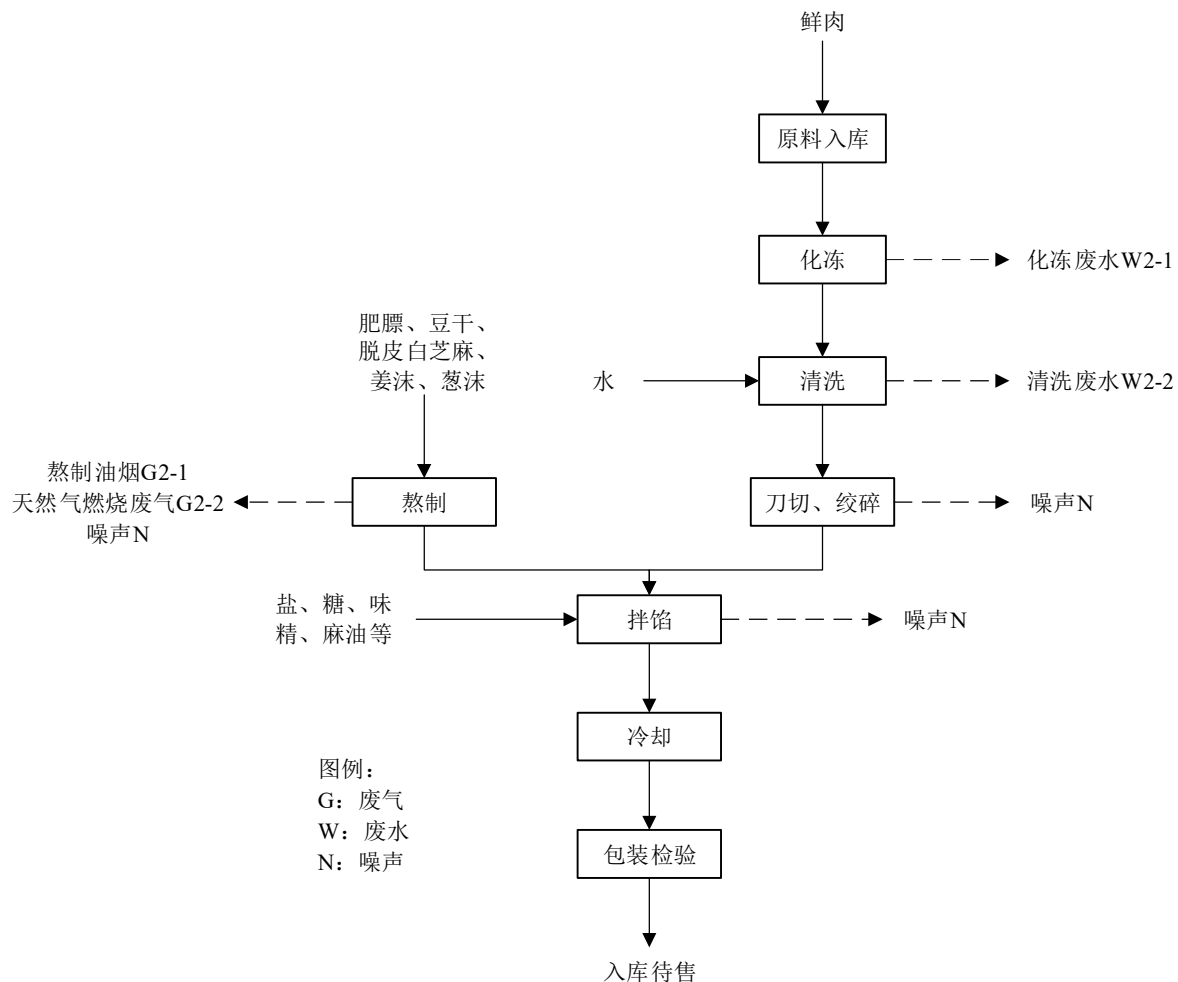 鲜肉
原料入库
化冻
化冻废水W2-1
肥膘、豆干、
脱皮白芝麻、
姜沫、葱沫
水
清洗
清洗废水W2-2
熬制油烟G2-1
天然气燃烧废气G2-2
噪声N
熬制
刀切、绞碎
噪声N
盐、糖、味
精、麻油等
拌馅
噪声N
冷却
图例：
G：废气
W：废水
N：噪声
包装检验
入库待售